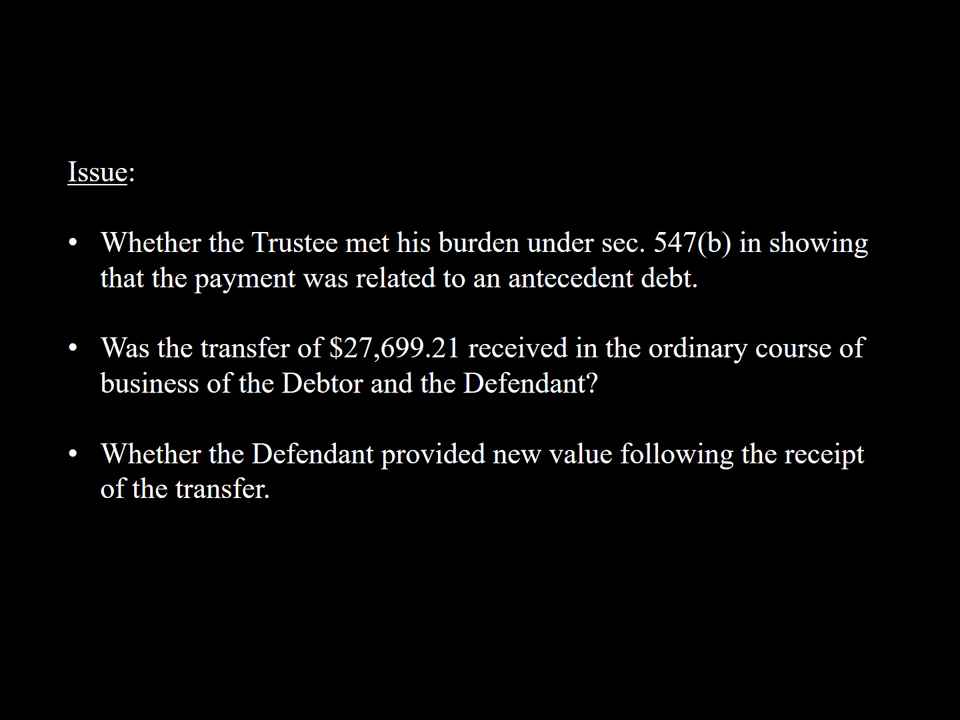 Issue:
• Whether the Trustee met his burden under sec. 547(b) in showing
that the payment was related to an antecedent debt.
• Was the transfer of $27,699.21 received in the ordinary course of
business of the Debtor and the Defendant?
• Whether the Defendant provided new value following the receipt
of the transfer.